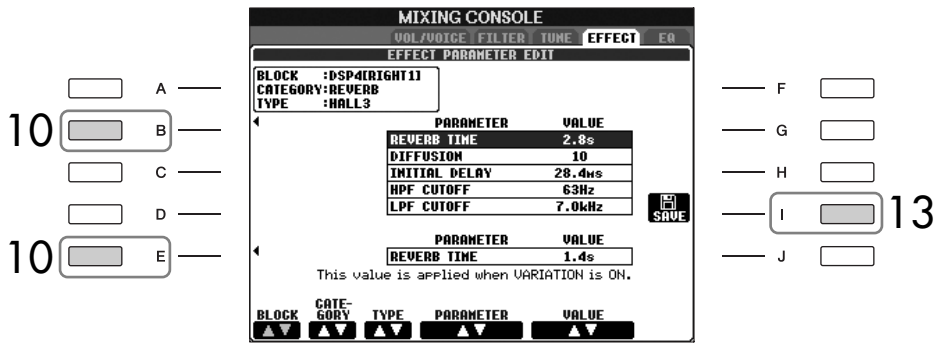 MIXING CONSOLE
VOL/VOICE FILTER TUNE EFFECT EQ
EFFECT PARAMETER EDIT
BLOCK :DSP4[RIGHT1]
CATEGORY:REVERB
TYPE :HALL3
PARAMETER VALUE
REVERB TIME 2.8s
DIFFUSION 10
INITIAL DELAY 28.4ms
HPF CUTOFF 63Hz
LPF CUTOFF 7.0kHz
SAVE
PARAMETER VALUE
REVERB TIME 1.4s
This value is applied when VARIATION is ON.
BLOCK CATE-GORY TYPE PARAMETER VALUE
A
10 B
C
D
10 E
F
G
H
I 13
J